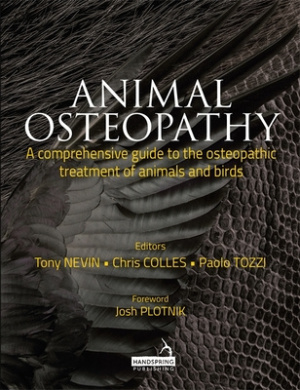 ANIMAL
OSTEOPATHY
A comprehensive guide to the osteopathic
treatment of animals and birds
Editors
Tony NEVIN • Chris COLLES • Paolo TOZZI
Foreword
Josh PLOTNIK
HANDSPRING
PUBLISHING